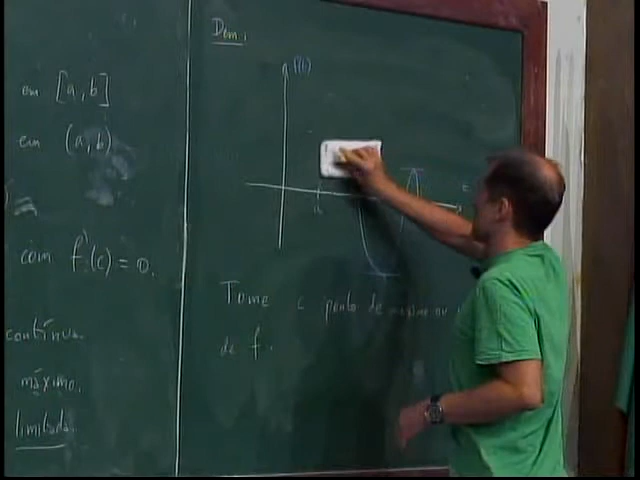 em [a, b]
em (a, b)
com f'(c) = 0.
contínua
máximo.
limitada.
Dem:
f(t)
Tome c ponto de máximo ou
de f.